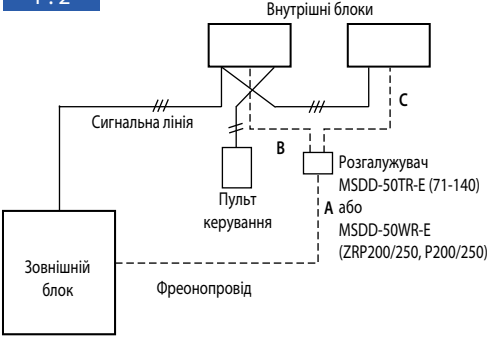 1 : 2
Внутрішні блоки
C
Сигнальна лінія
B
Розгалужувач
MSDD-50TR-E (71-140)
Пульт
керування
A або
MSDD-50WR-E
(ZRP200/250, P200/250)
Зовнішній
блок
Фреонопровід